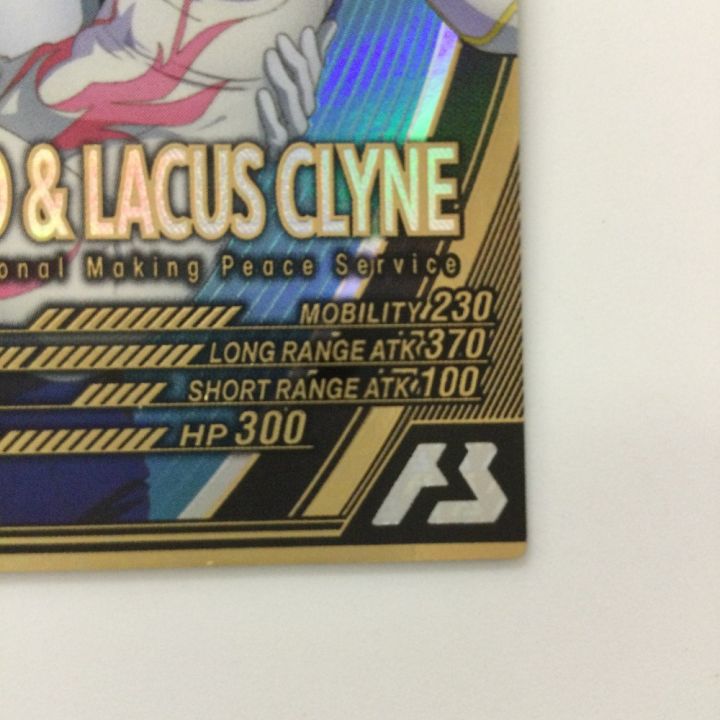 & LACUS CLYNE
onal Making Peace Service
MOBILITY 230
LONG RANGE ATK 370
SHORT RANGE ATK 100
HP 300